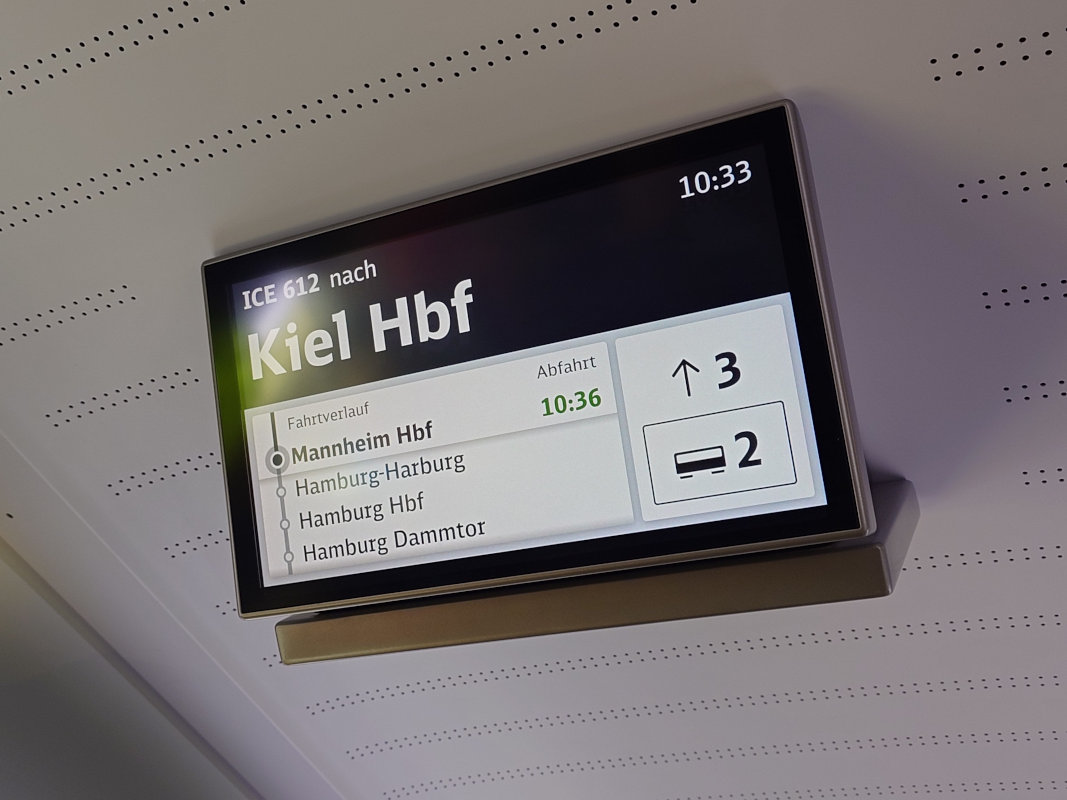 10:33
ICE 612 nach
Kiel Hbf
Fahrtverlauf
Abfahrt
Mannheim Hbf
10:36
Hamburg-Harburg
Hamburg Hbf
Hamburg Dammtor
↑ 3
2